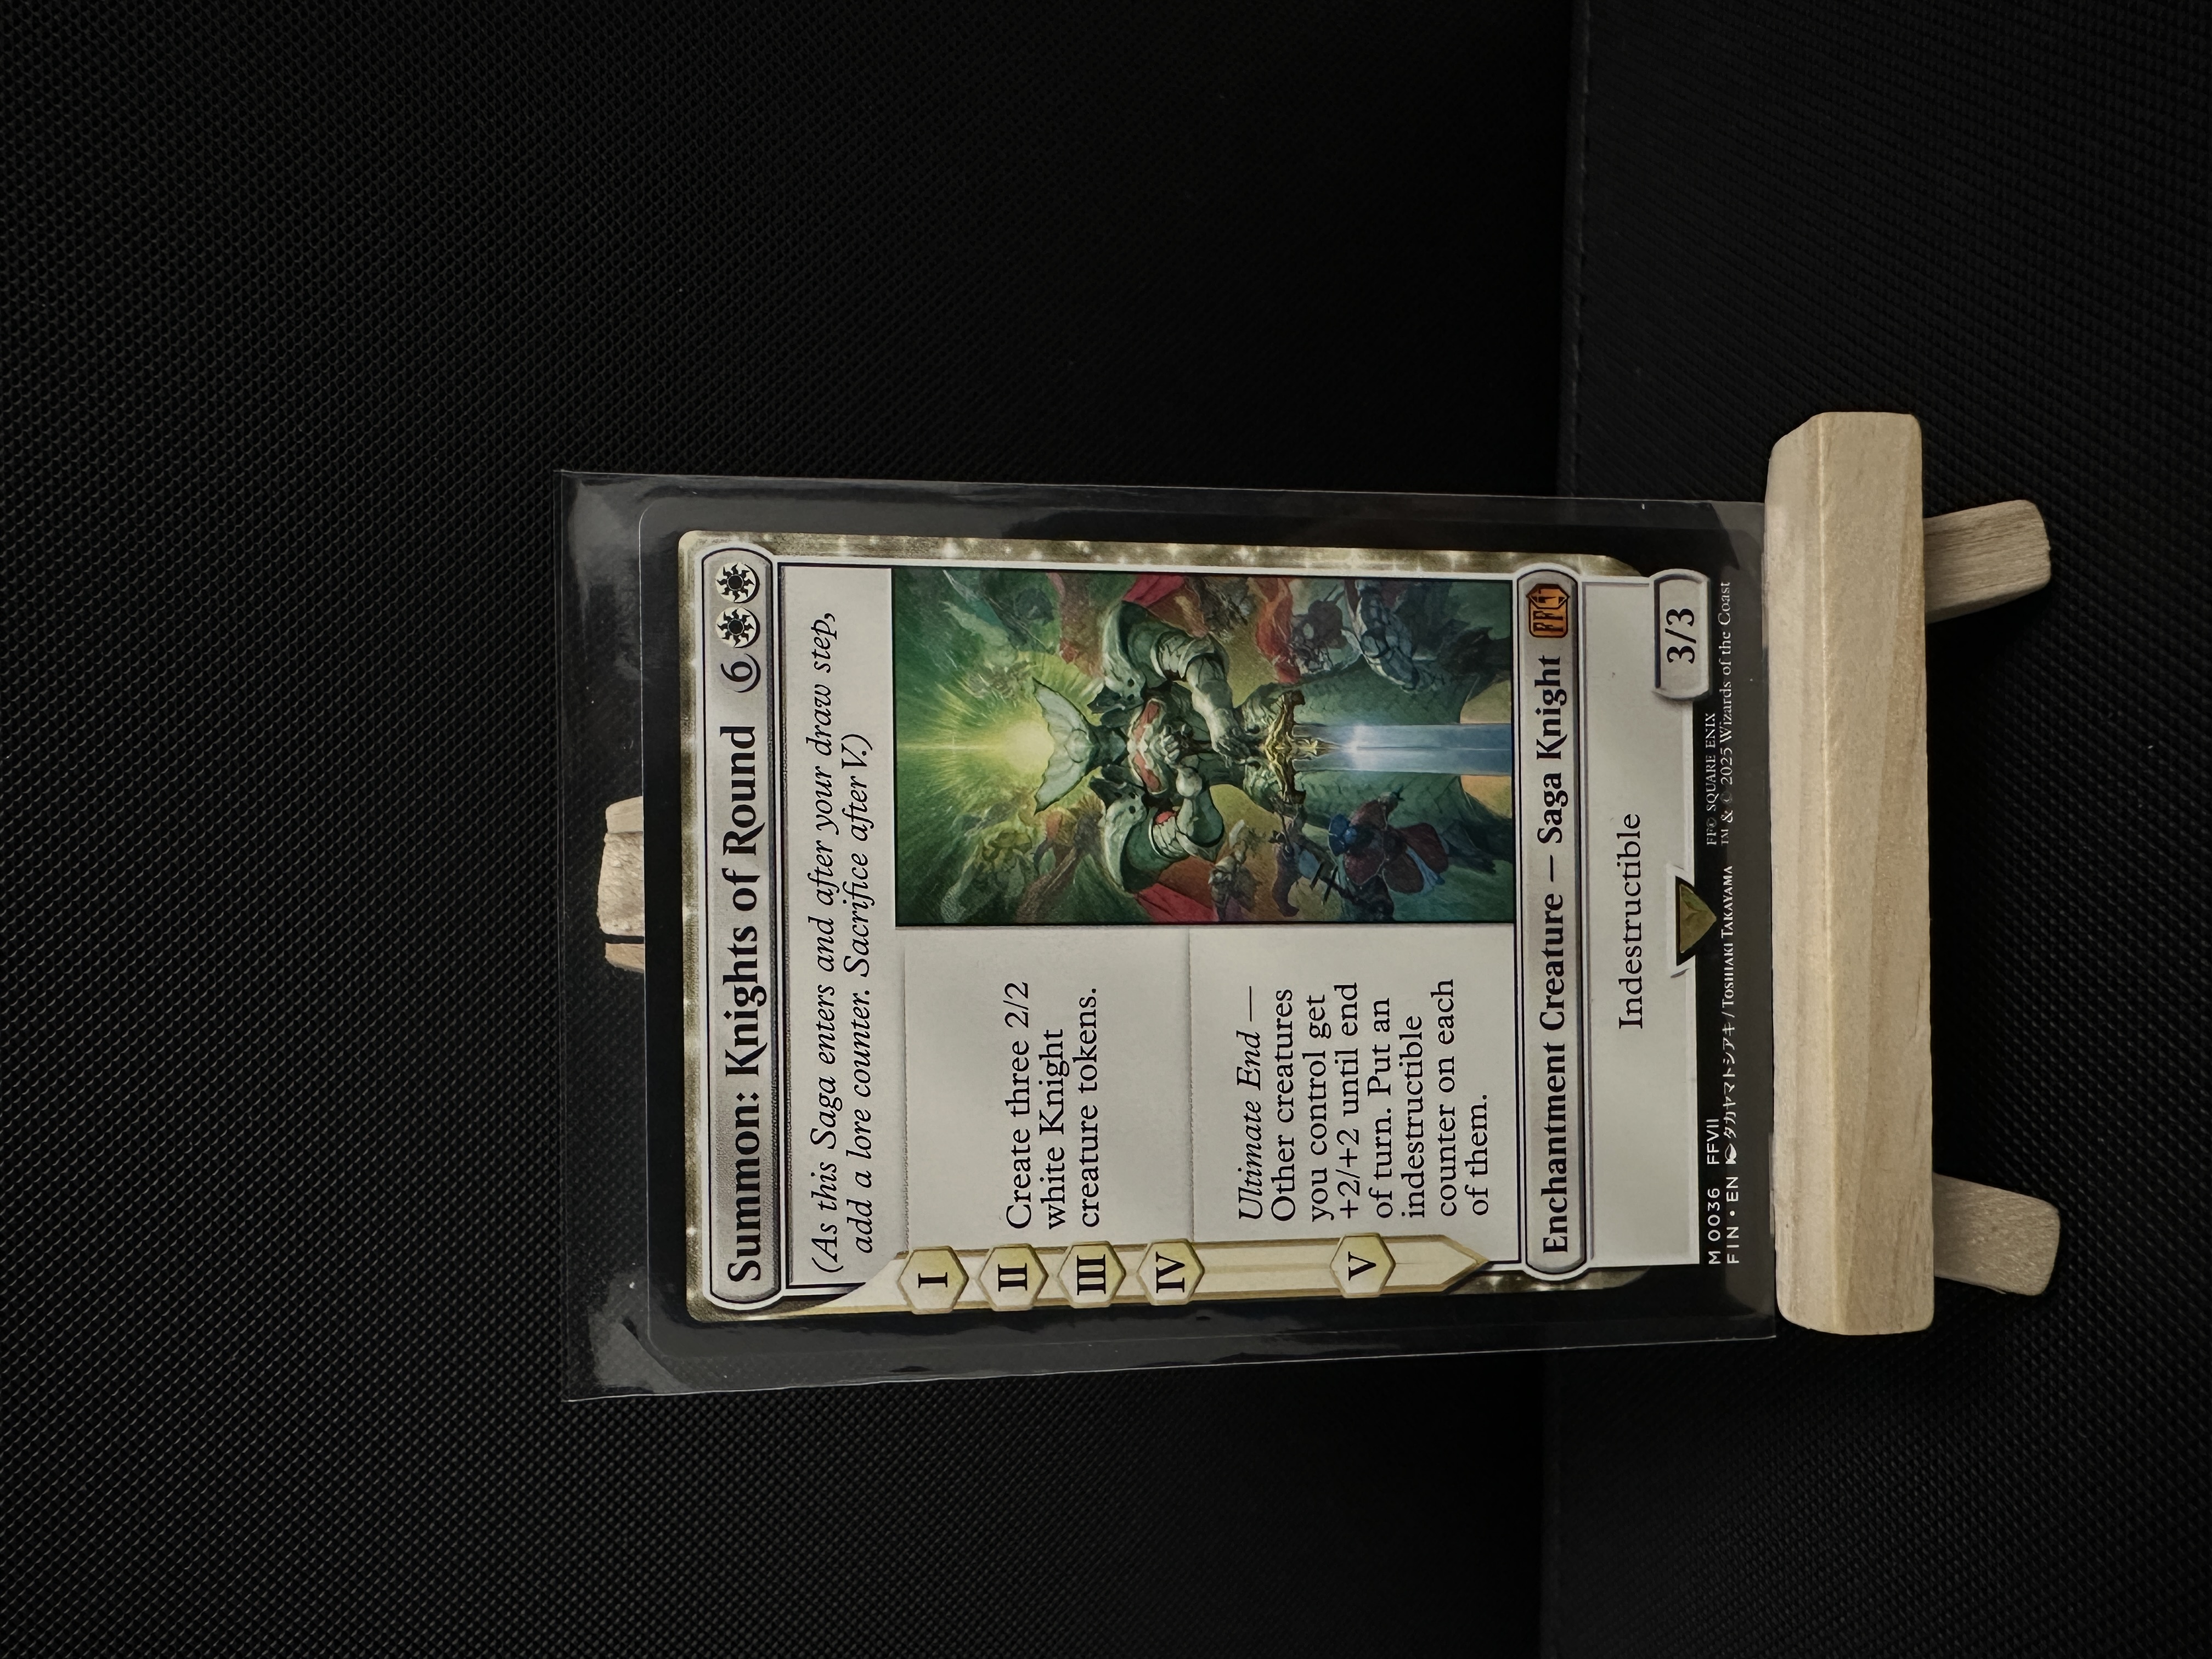 Summon: Knights of Round 6
(As this Saga enters and after your draw step,
add a lore counter. Sacrifice after V.)
I
II
III
IV
Create three 2/2
white Knight
creature tokens.
V
Ultimate End —
Other creatures
you control get
+2/+2 until end
of turn. Put an
indestructible
counter on each
of them.
Enchantment Creature — Saga Knight FF
Indestructible
3/3
M 0036 FFVII
FIN • EN タカヤマトシアキ / Toshiaki Takayama
FF© SQUARE ENIX
™ & © 2025 Wizards of the Coast